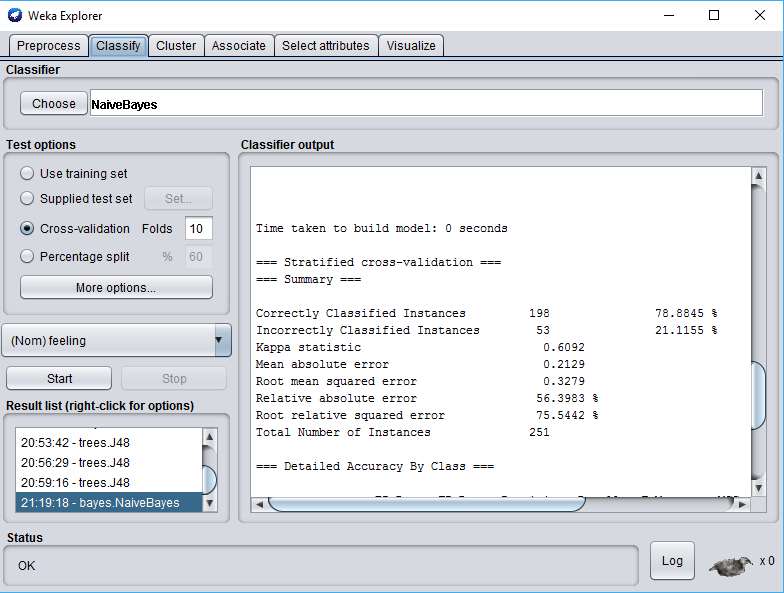 Weka Explorer
Preprocess Classify Cluster Associate Select attributes Visualize
Classifier
Choose NaiveBayes
Test options
Use training set
Supplied test set Set...
Cross-validation Folds 10
Percentage split % 60
More options...
(Nom) feeling
Start Stop
Result list (right-click for options)
20:53:42 - trees.J48
20:56:29 - trees.J48
20:59:16 - trees.J48
21:19:18 - bayes.NaiveBayes
Classifier output
Time taken to build model: 0 seconds
=== Stratified cross-validation ===
=== Summary ===
Correctly Classified Instances 198 78.8845 %
Incorrectly Classified Instances 53 21.1155 %
Kappa statistic 0.6092
Mean absolute error 0.2129
Root mean squared error 0.3279
Relative absolute error 56.3983 %
Root relative squared error 75.5442 %
Total Number of Instances 251
=== Detailed Accuracy By Class ===
Status
OK
Log
x 0